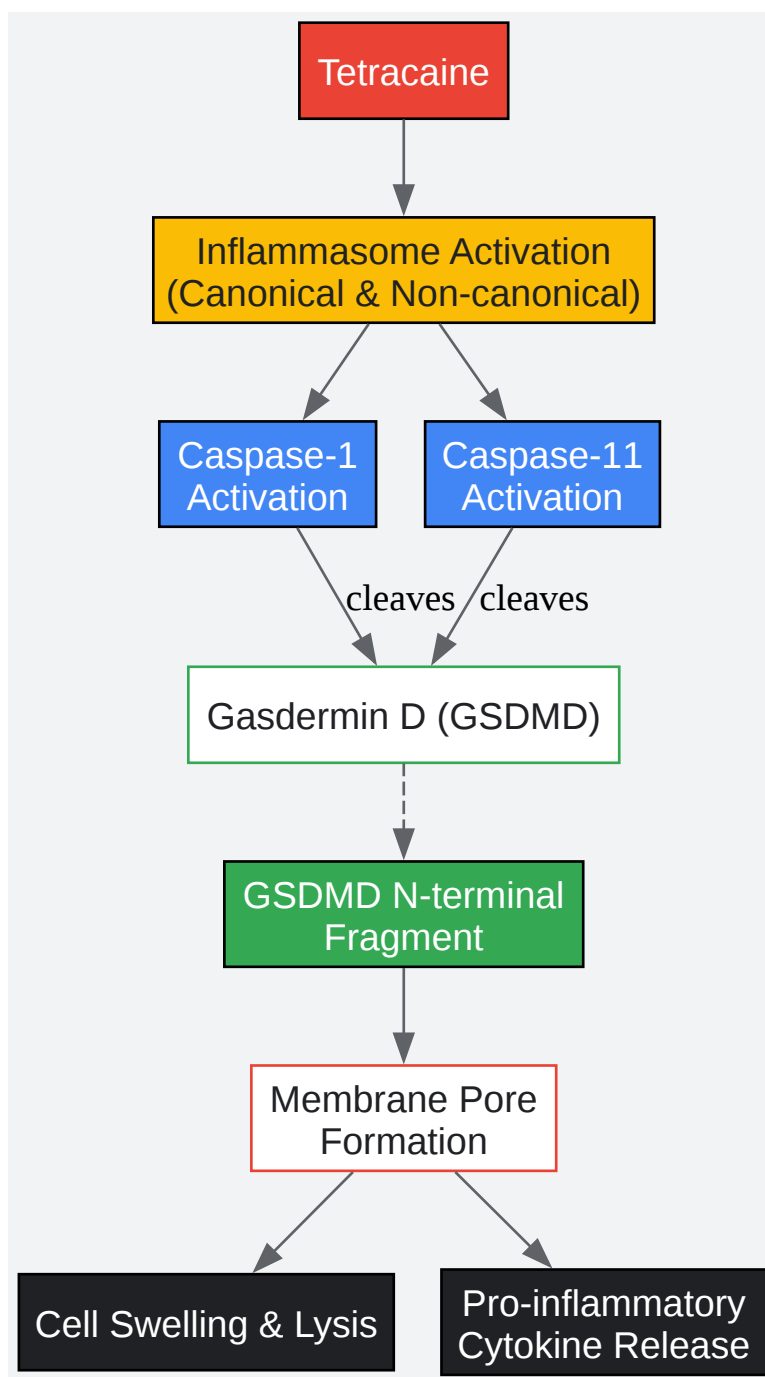 Tetracaine
Inflammasome Activation
(Canonical & Non-canonical)
Caspase-1
Activation
Caspase-11
Activation
cleaves
cleaves
Gasdermin D (GSDMD)
GSDMD N-terminal
Fragment
Membrane Pore
Formation
Cell Swelling & Lysis
Pro-inflammatory
Cytokine Release